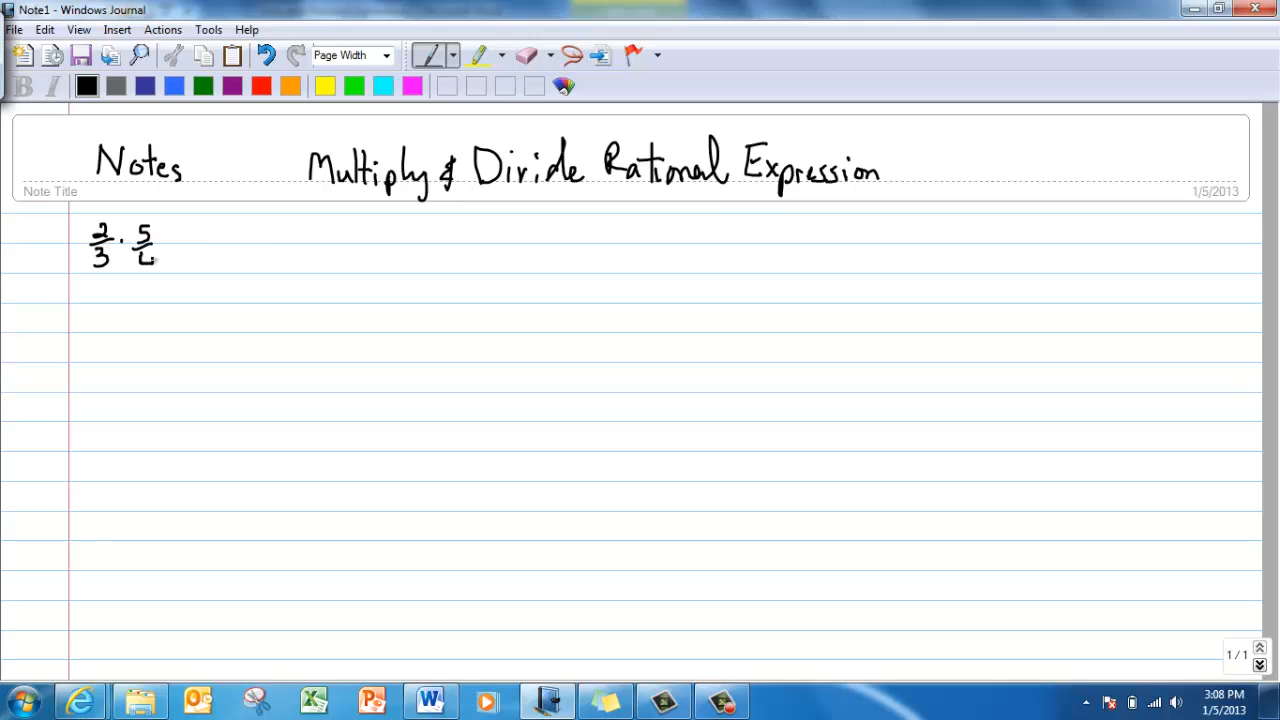 Note1 - Windows Journal
File Edit View Insert Actions Tools Help
Page Width
B I
Notes Multiply & Divide Rational Expression
Note Title 1/5/2013
2/3 · 5/
1 / 1
3:08 PM
1/5/2013